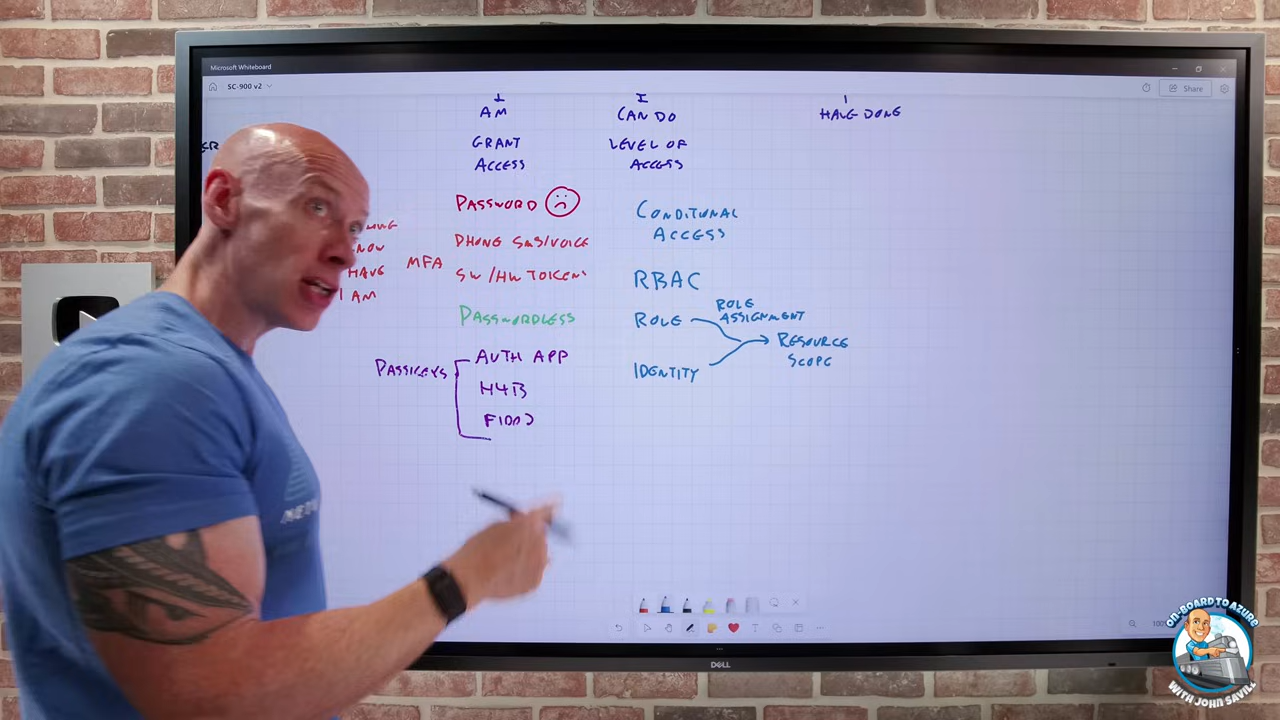 Microsoft Whiteboard
SC-900 v2
Share
I
AM
I
CAN DO
I
HAVE DONE
GRANT
ACCESS
LEVEL OF
ACCESS
PASSWORD
PHONE SMS/VOICE
SW/HW TOKENS
MFA
KNOW
HAVE
I AM
PASSWORDLESS
PASSKEYS
AUTH APP
H4B
FIDO2
CONDITIONAL
ACCESS
RBAC
ROLE
ROLE
ASSIGNMENT
IDENTITY
RESOURCE
SCOPE
DELL
ON-BOARD TO AZURE
WITH JOHN SAVILL